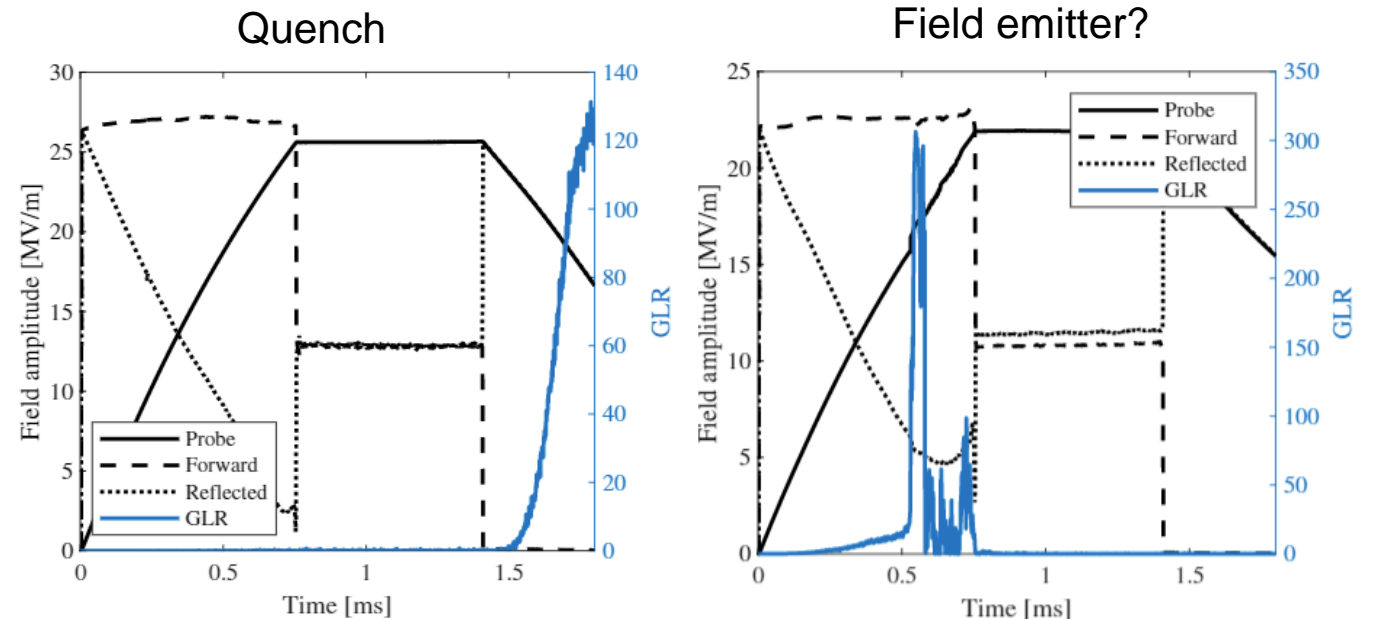 Quench
30
25
20
15
10
5
0
Field amplitude [MV/m]
140
120
100
80
60
40
20
0
GLR
Probe
Forward
Reflected
GLR
0
0.5
1
1.5
Time [ms]
Field emitter?
25
20
15
10
5
0
Field amplitude [MV/m]
350
300
250
200
150
100
50
0
GLR
Probe
Forward
Reflected
GLR
0
0.5
1
1.5
Time [ms]